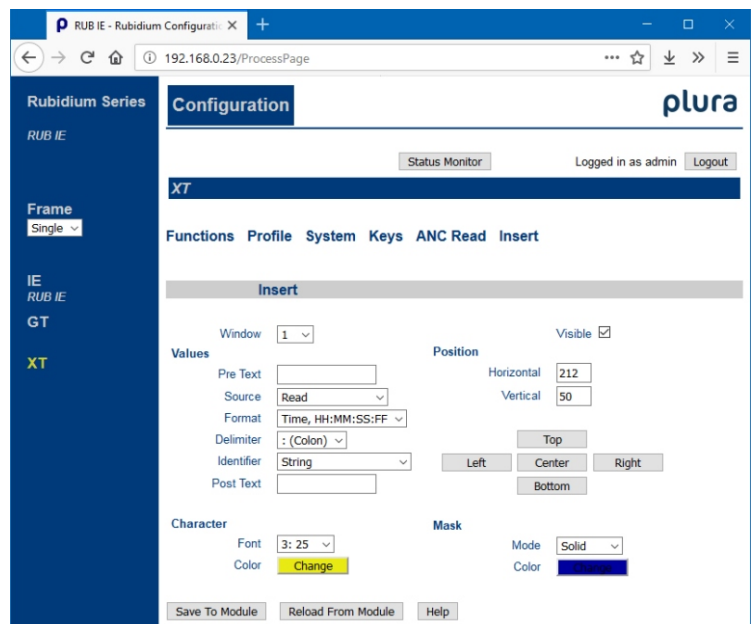 RUB IE - Rubidium Configuratio
192.168.0.23/ProcessPage
Rubidium Series
RUB IE
Frame
Single
IE
RUB IE
GT
XT
Configuration
plura
Status Monitor
Logged in as admin
Logout
XT
Functions Profile System Keys ANC Read Insert
Insert
Window 1
Visible
Values
Pre Text
Source Read
Format Time, HH:MM:SS:FF
Delimiter : (Colon)
Identifier String
Post Text
Position
Horizontal 212
Vertical 50
Top
Left Center Right
Bottom
Character
Font 3: 25
Color Change
Mask
Mode Solid
Color Change
Save To Module Reload From Module Help